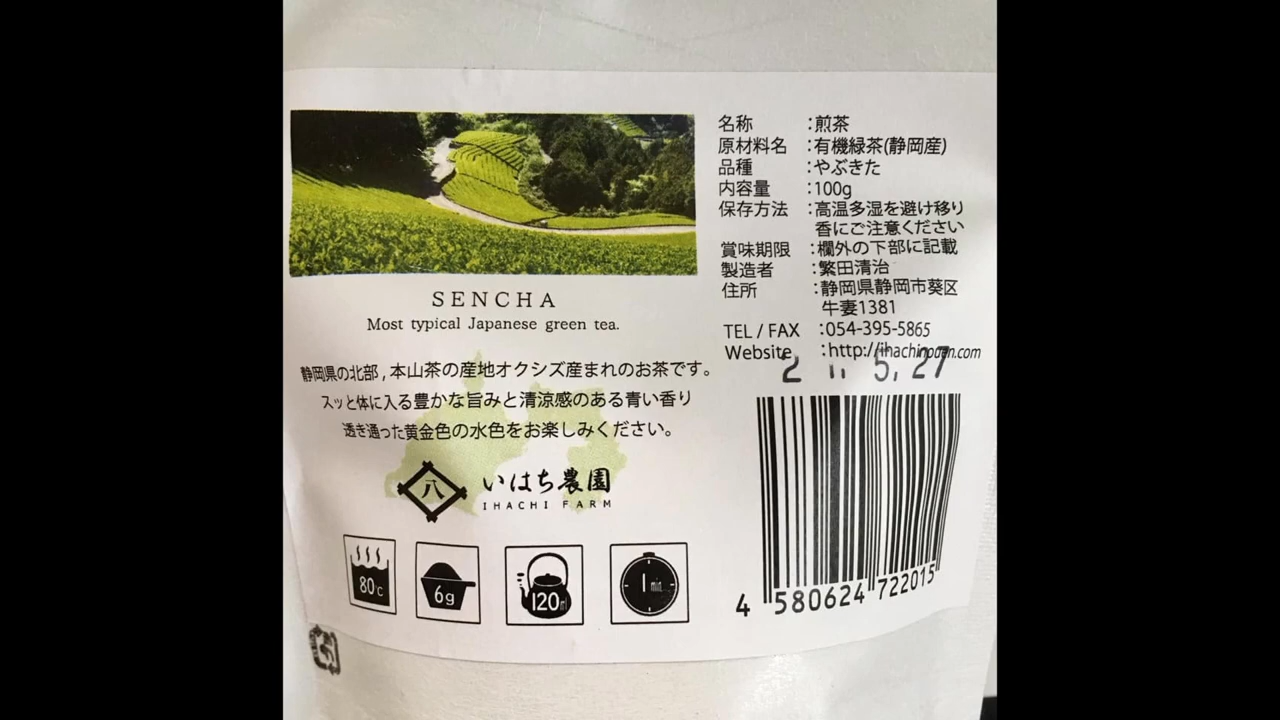 SENCHA
Most typical Japanese green tea.
静岡県の北部,本山茶の産地オクシズ産まれのお茶です。
スッと体に入る豊かな旨みと清涼感のある青い香り
透き通った黄金色の水色をお楽しみください。
八
いはち農園
IHACHI FARM
80℃
6g
120ml
1 min.
名称 :煎茶
原材料名 :有機緑茶(静岡産)
品種 :やぶきた
内容量 :100g
保存方法 :高温多湿を避け移り
香にご注意ください
賞味期限 :欄外の下部に記載
製造者 :繁田清治
住所 :静岡県静岡市葵区
牛妻1381
TEL / FAX :054-395-5865
Website :http://ihachinouen.com
5, 27
4 580624 722015